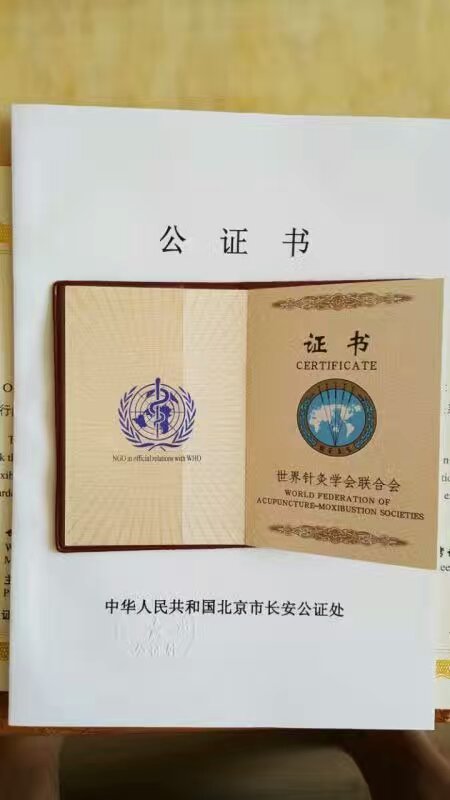 公 证 书
证 书
CERTIFICATE
NGO in official relations with WHO
W.F.A.S.
世界针灸学会联合会
WORLD FEDERATION OF
ACUPUNCTURE-MOXIBUSTION SOCIETIES
中华人民共和国北京市长安公证处